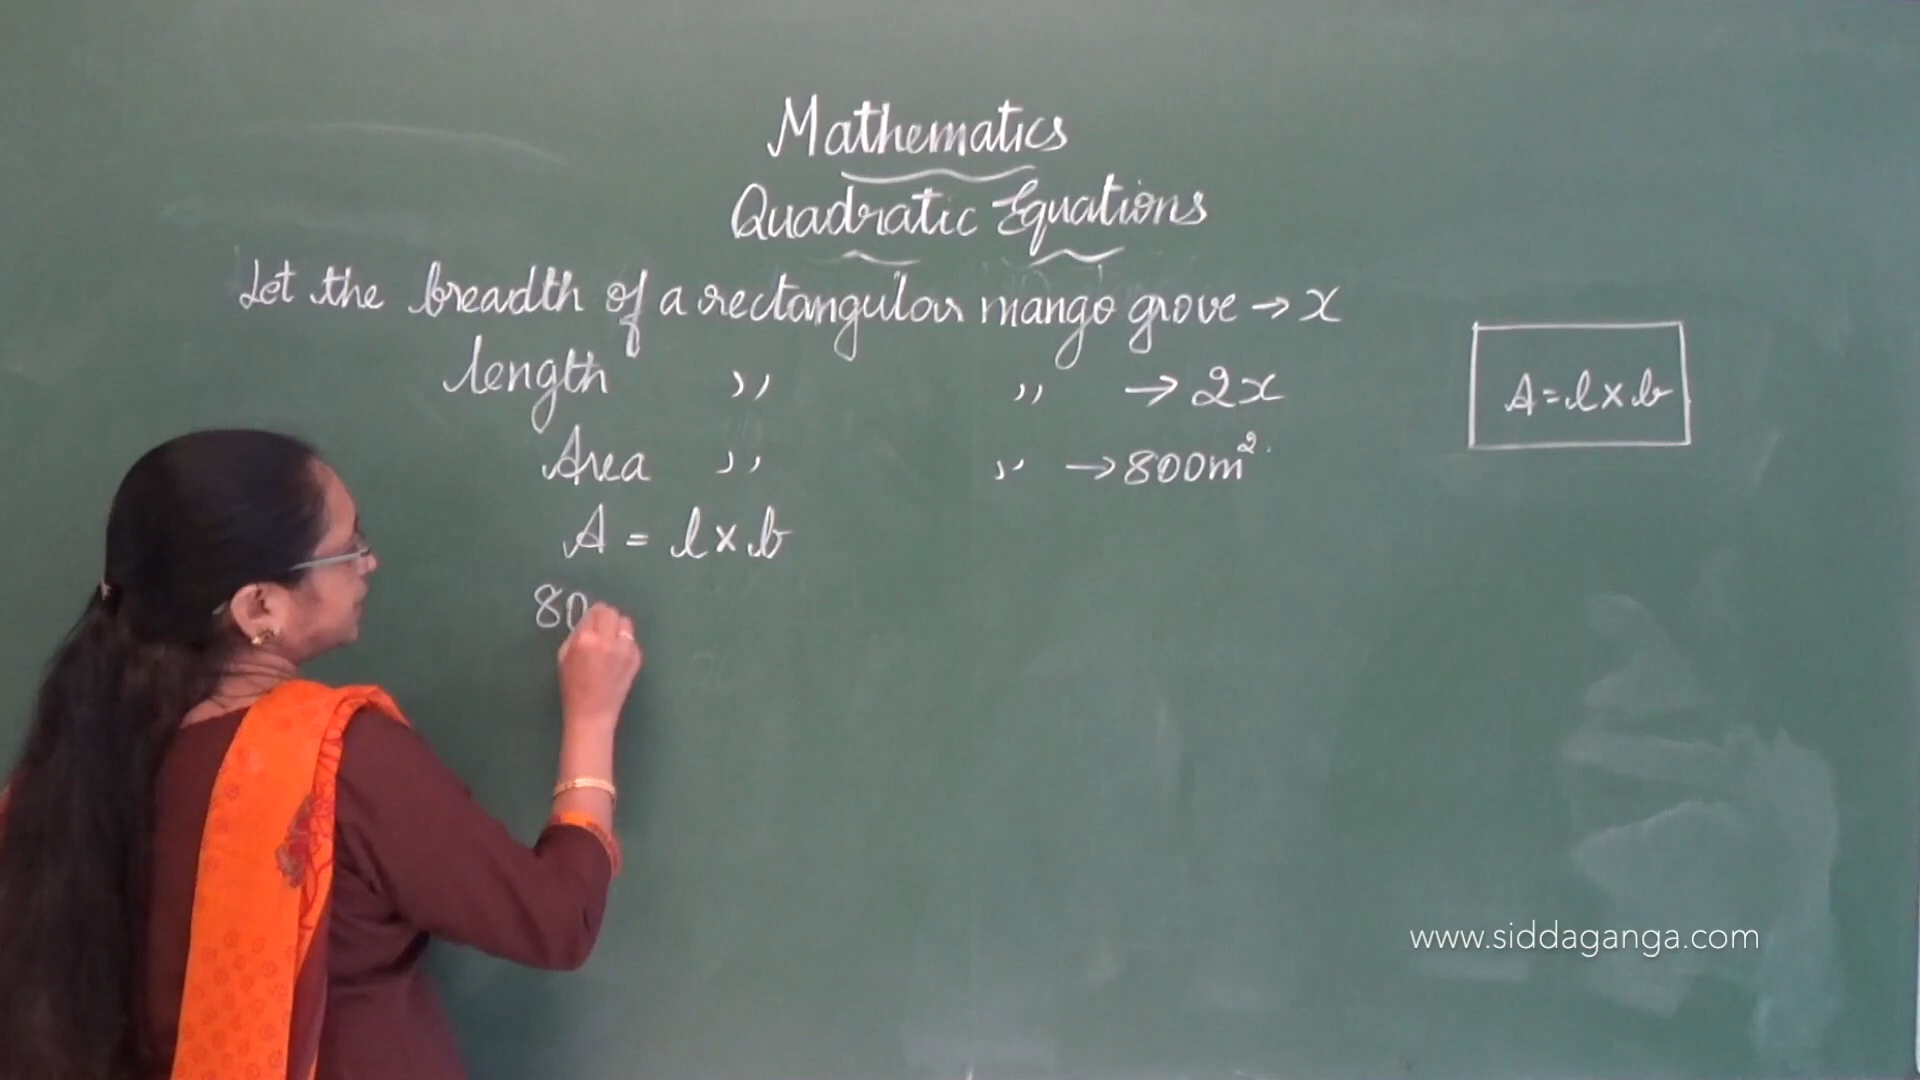 Mathematics
Quadratic Equations
Let the breadth of a rectangular mango grove → x
length ,, ,, → 2x
A = l x b
Area ,, ,, → 800m².
A = l x b
80
www.siddaganga.com